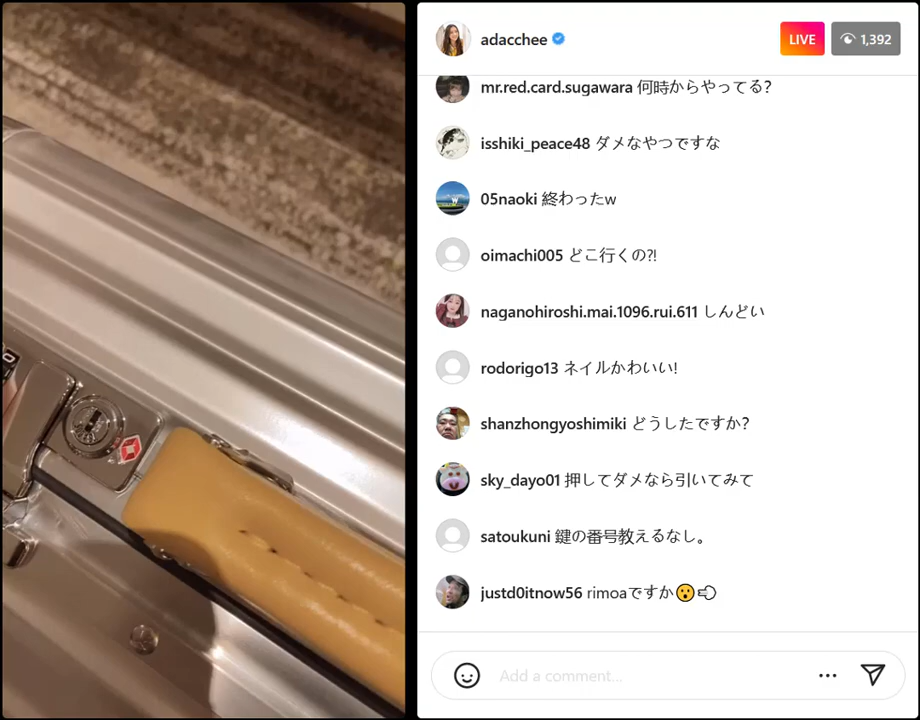 adacchee
LIVE
1,392
mr.red.card.sugawara 何時からやってる?
isshiki_peace48 ダメなやつですな
05naoki 終わったw
oimachi005 どこ行くの?!
naganohiroshi.mai.1096.rui.611 しんどい
rodorigo13 ネイルかわいい!
shanzhongyoshimiki どうしたですか?
sky_dayo01 押してダメなら引いてみて
satoukuni 鍵の番号教えるなし。
justd0itnow56 rimoaですか😮💨
Add a comment...